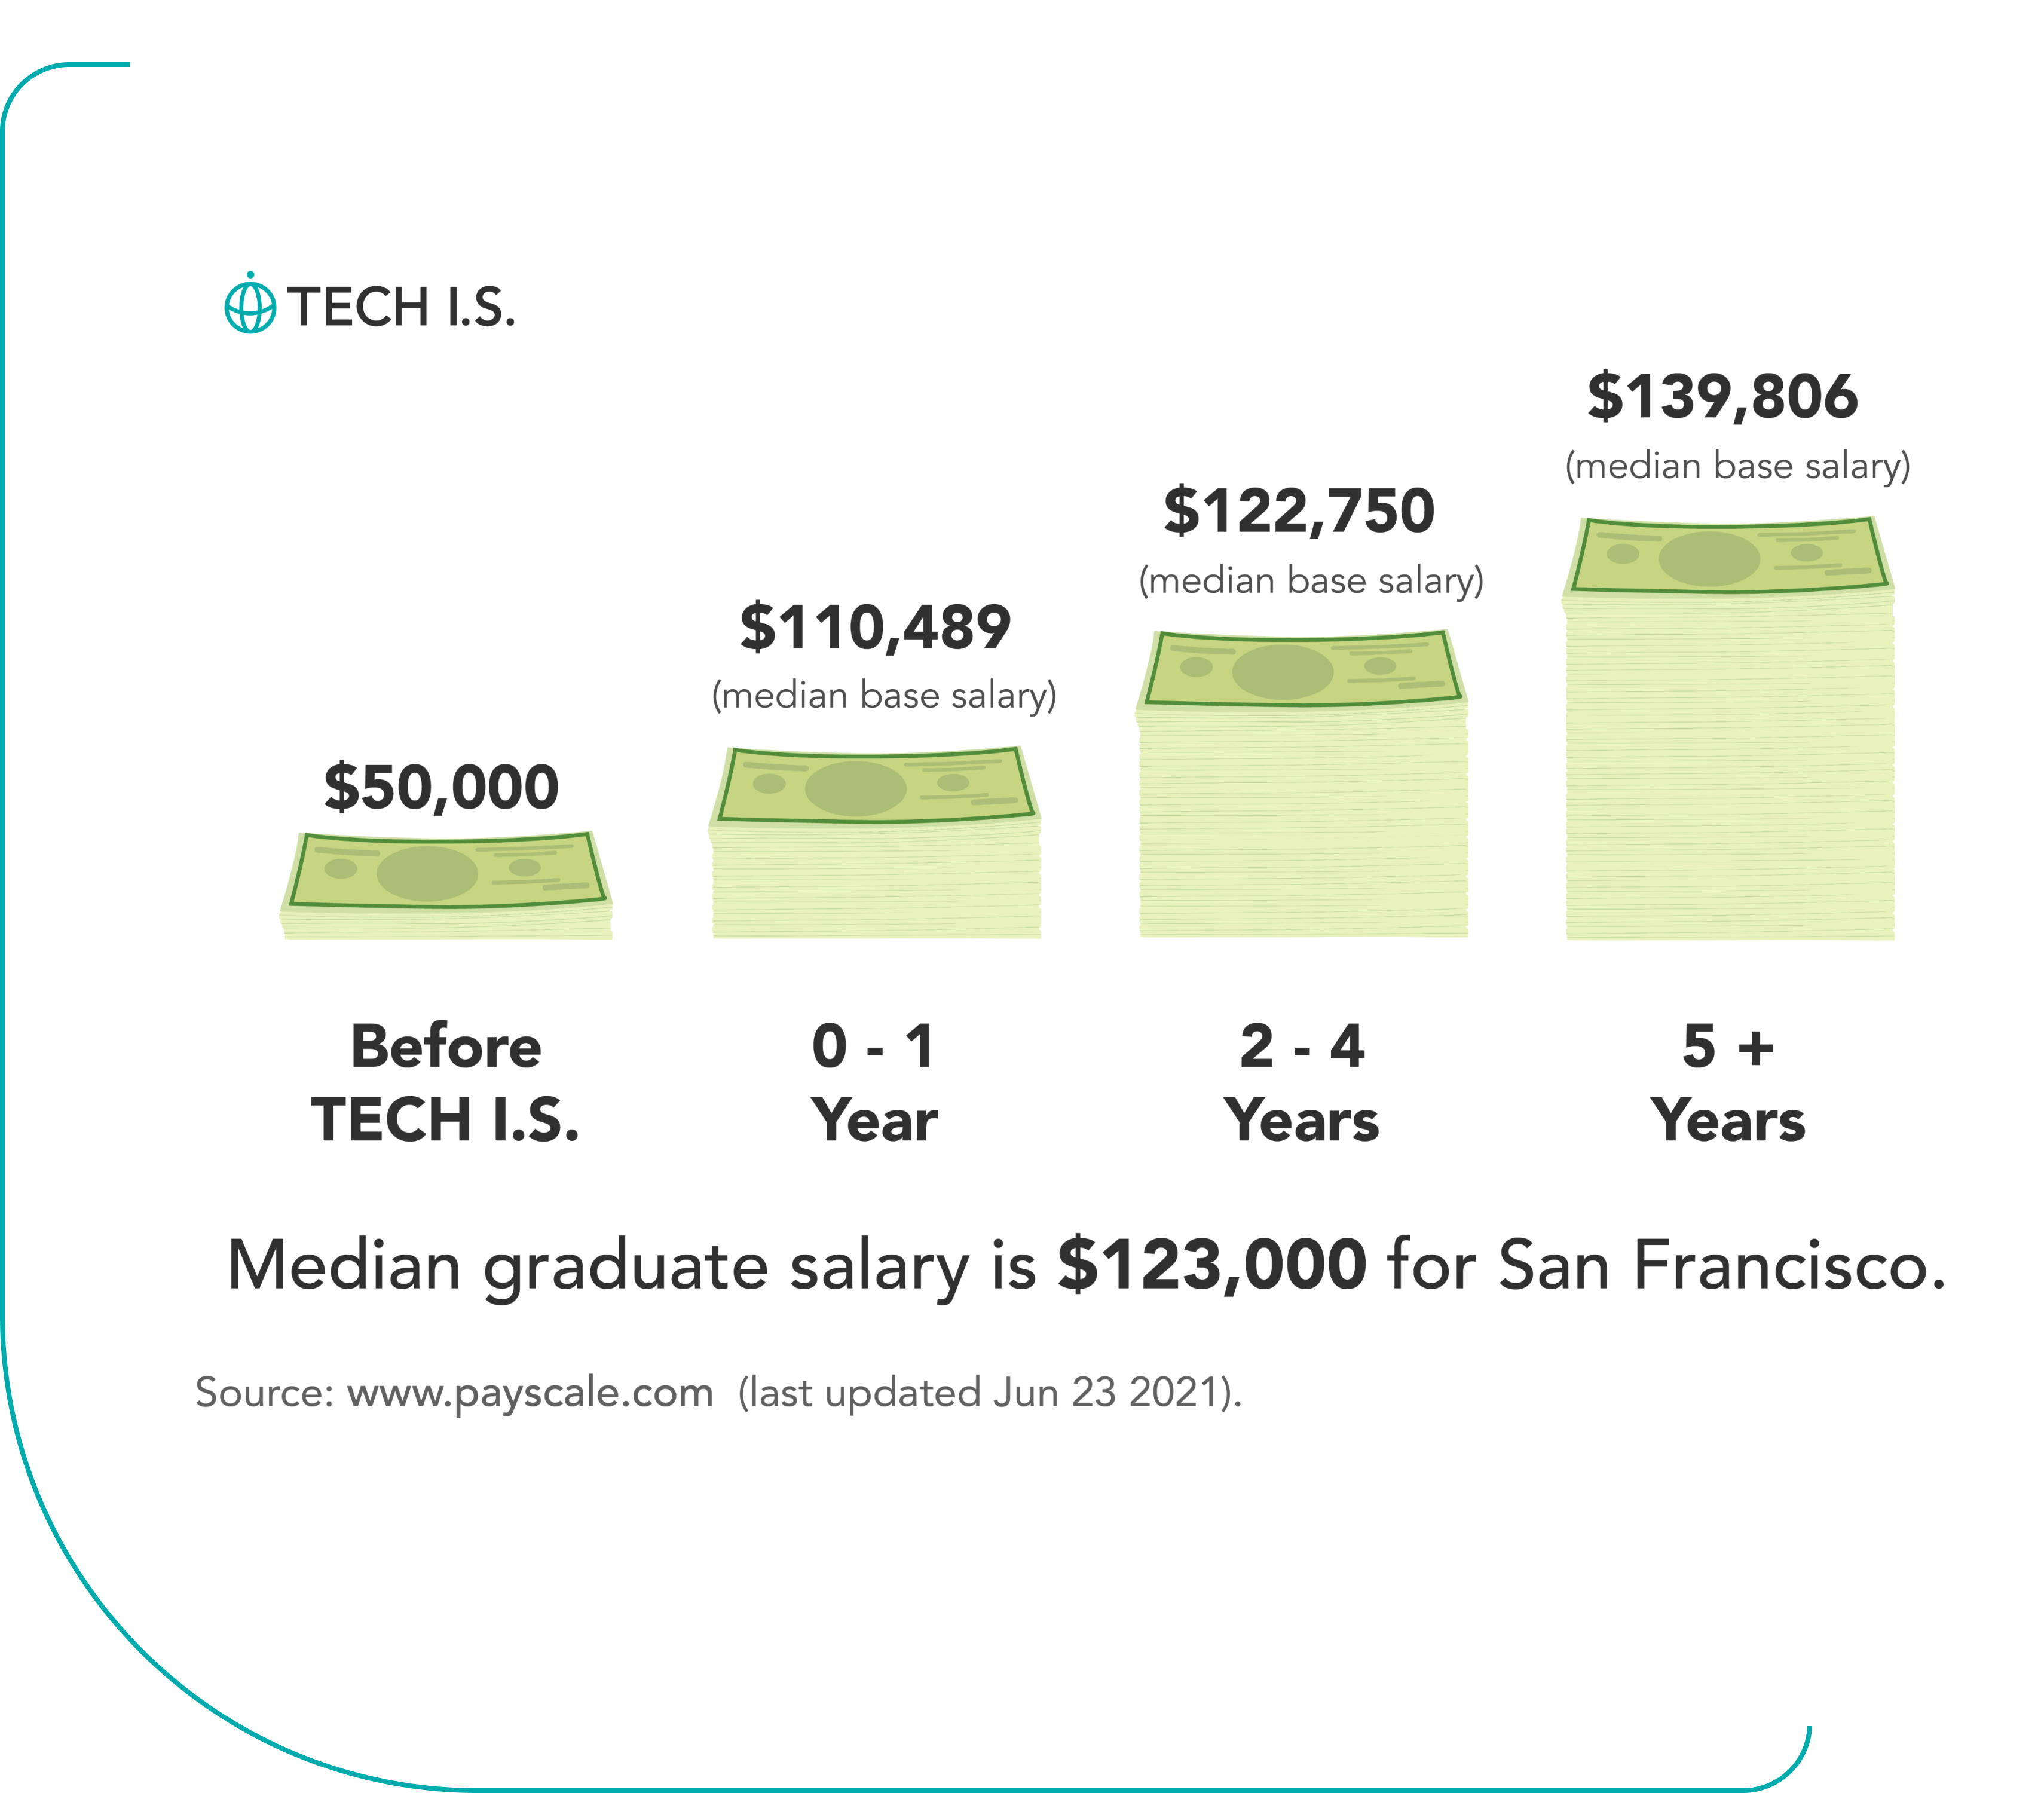 TECH I.S.
$139,806
(median base salary)
$122,750
(median base salary)
$110,489
(median base salary)
$50,000
Before
TECH I.S.
0 - 1
Year
2 - 4
Years
5 +
Years
Median graduate salary is $123,000 for San Francisco.
Source: www.payscale.com (last updated Jun 23 2021).